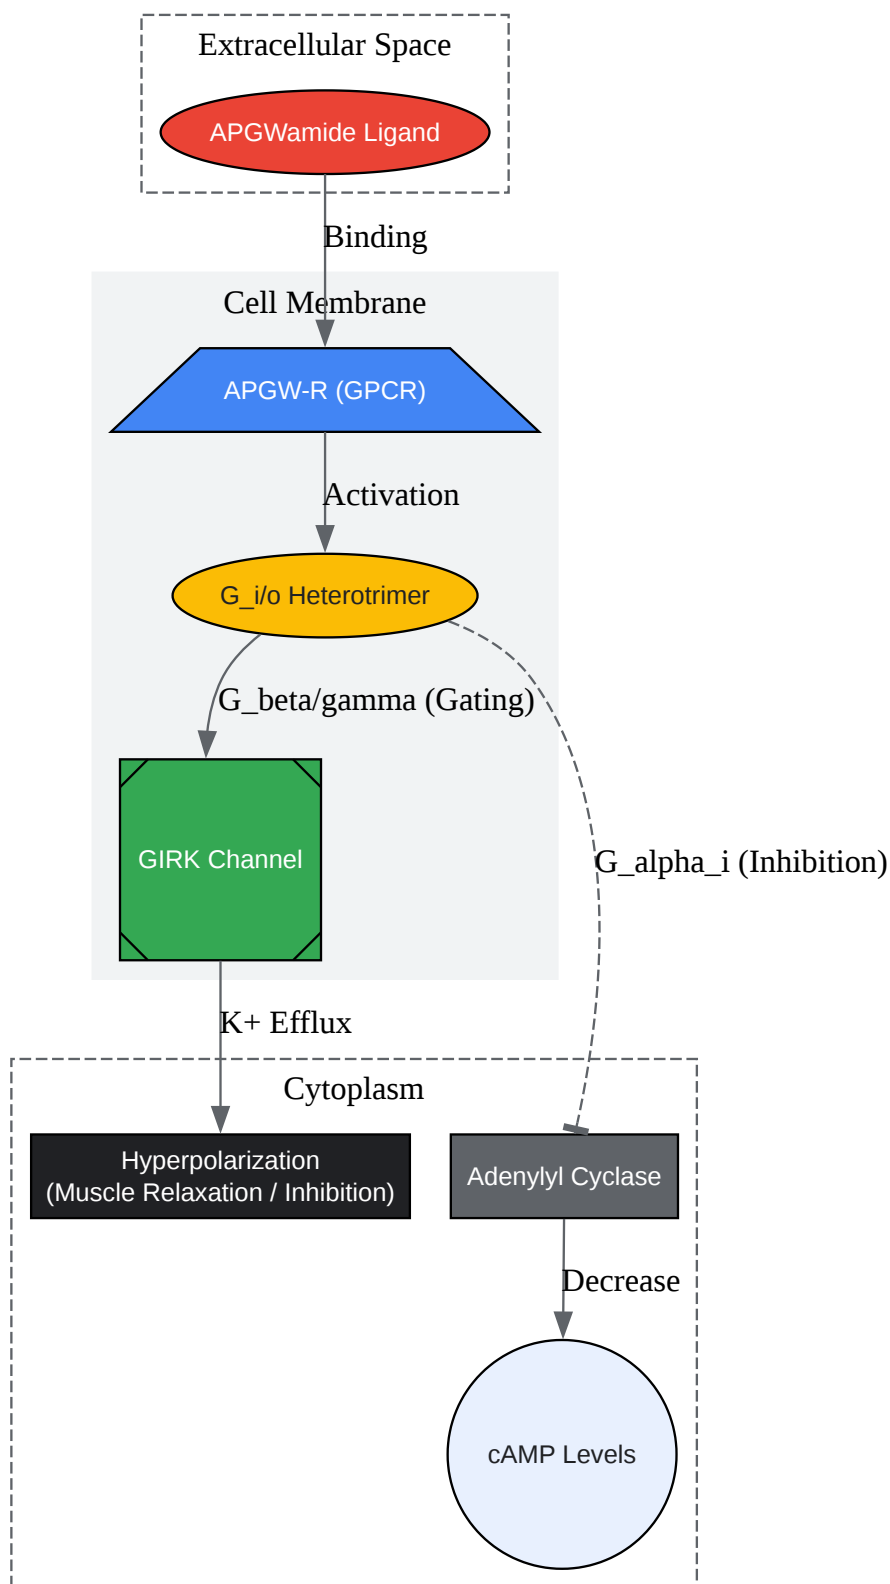 Extracellular Space
APGWamide Ligand
Binding
Cell Membrane
APGW-R (GPCR)
Activation
G_i/o Heterotrimer
G_beta/gamma (Gating)
GIRK Channel
G_alpha_i (Inhibition)
K+ Efflux
Cytoplasm
Hyperpolarization
(Muscle Relaxation / Inhibition)
Adenylyl Cyclase
Decrease
cAMP Levels